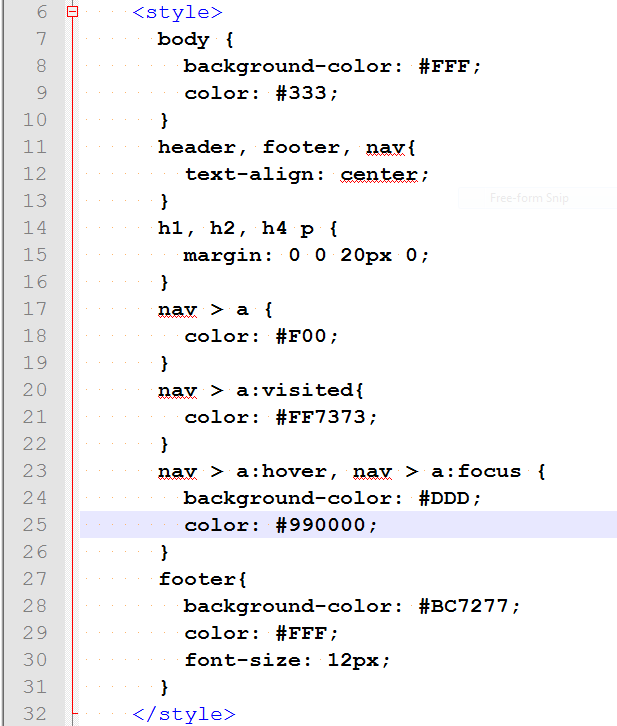 6 <style>
7 body {
8 background-color: #FFF;
9 color: #333;
10 }
11 header, footer, nav{
12 text-align: center;
13 }
Free-form Snip
14 h1, h2, h4 p {
15 margin: 0 0 20px 0;
16 }
17 nav > a {
18 color: #F00;
19 }
20 nav > a:visited{
21 color: #FF7373;
22 }
23 nav > a:hover, nav > a:focus {
24 background-color: #DDD;
25 color: #990000;
26 }
27 footer{
28 background-color: #BC7277;
29 color: #FFF;
30 font-size: 12px;
31 }
32 </style>